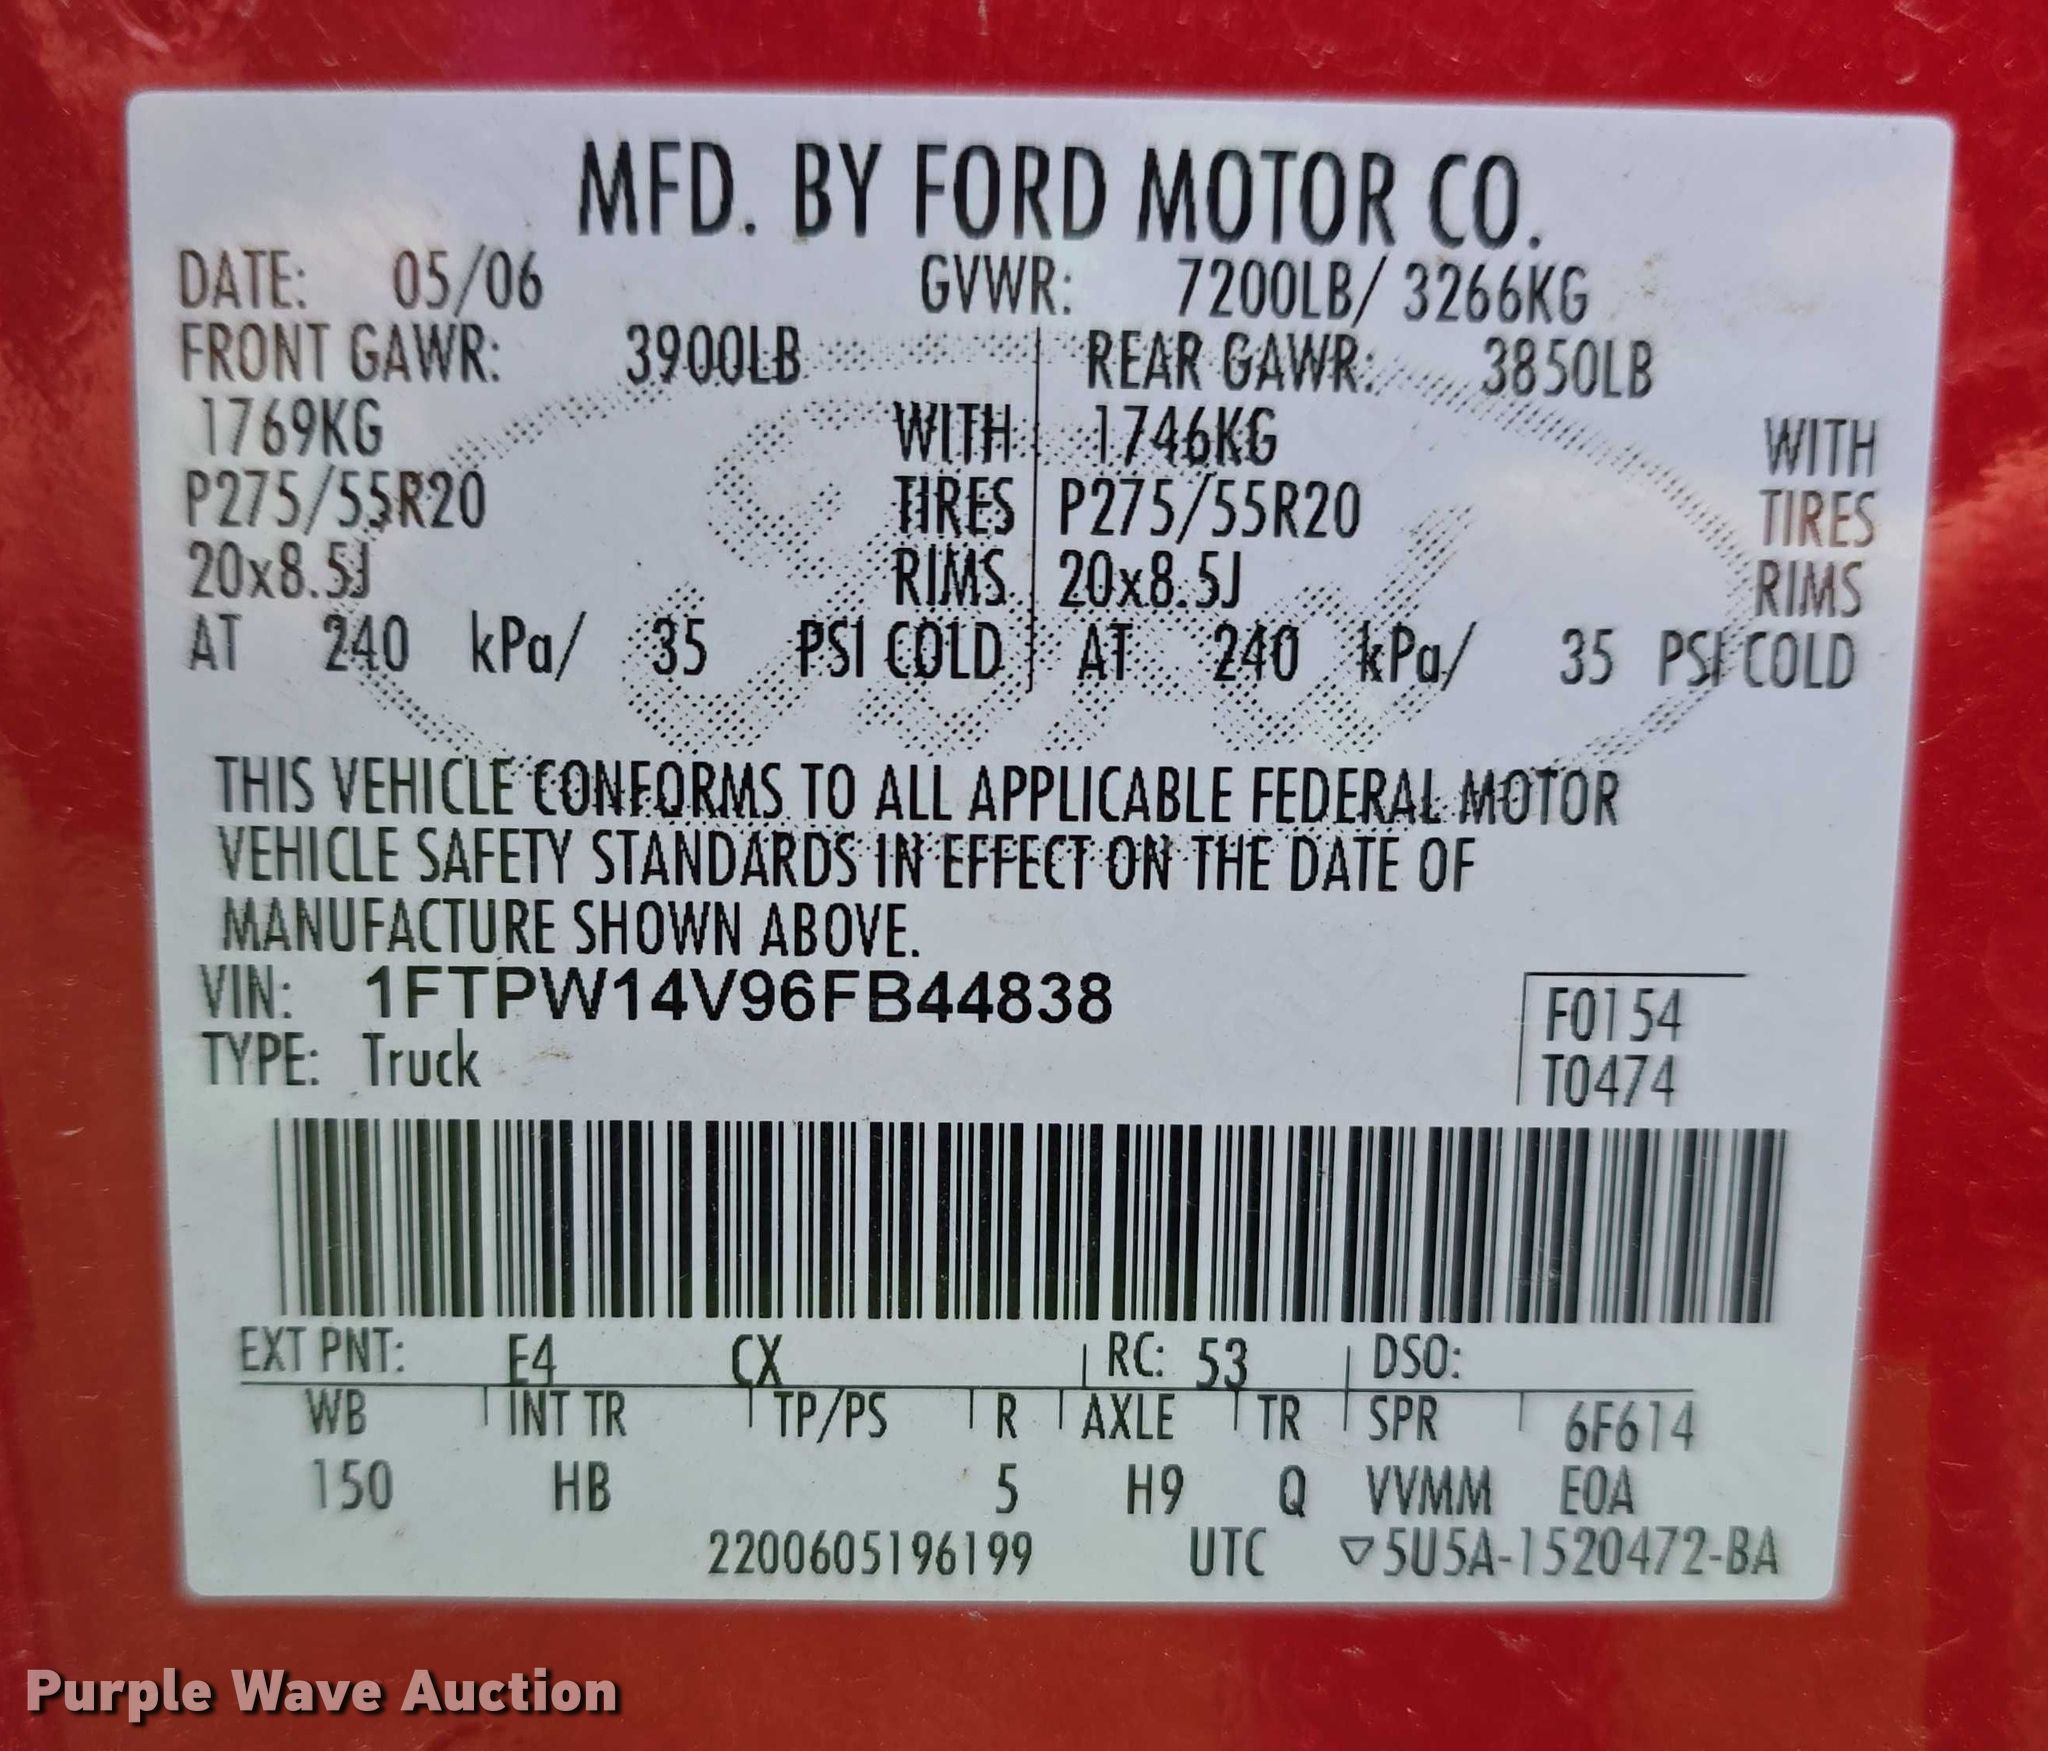 MFD. BY FORD MOTOR CO.
DATE: 05/06 GVWR: 7200LB/ 3266KG
FRONT GAWR: 3900LB REAR GAWR: 3850LB
1769KG WITH 1746KG WITH
P275/55R20 TIRES P275/55R20 TIRES
20x8.5J RIMS 20x8.5J RIMS
AT 240 kPa/ 35 PSI COLD AT 240 kPa/ 35 PSI COLD
THIS VEHICLE CONFORMS TO ALL APPLICABLE FEDERAL MOTOR
VEHICLE SAFETY STANDARDS IN EFFECT ON THE DATE OF
MANUFACTURE SHOWN ABOVE.
VIN: 1FTPW14V96FB44838 F0154
TYPE: Truck T0474
EXT PNT: E4 CX RC: 53 DSO:
WB INT TR TP/PS R AXLE TR SPR 6F614
150 HB 5 H9 Q VVMM E0A
2200605196199 UTC ▽5U5A-1520472-BA
Purple Wave Auction